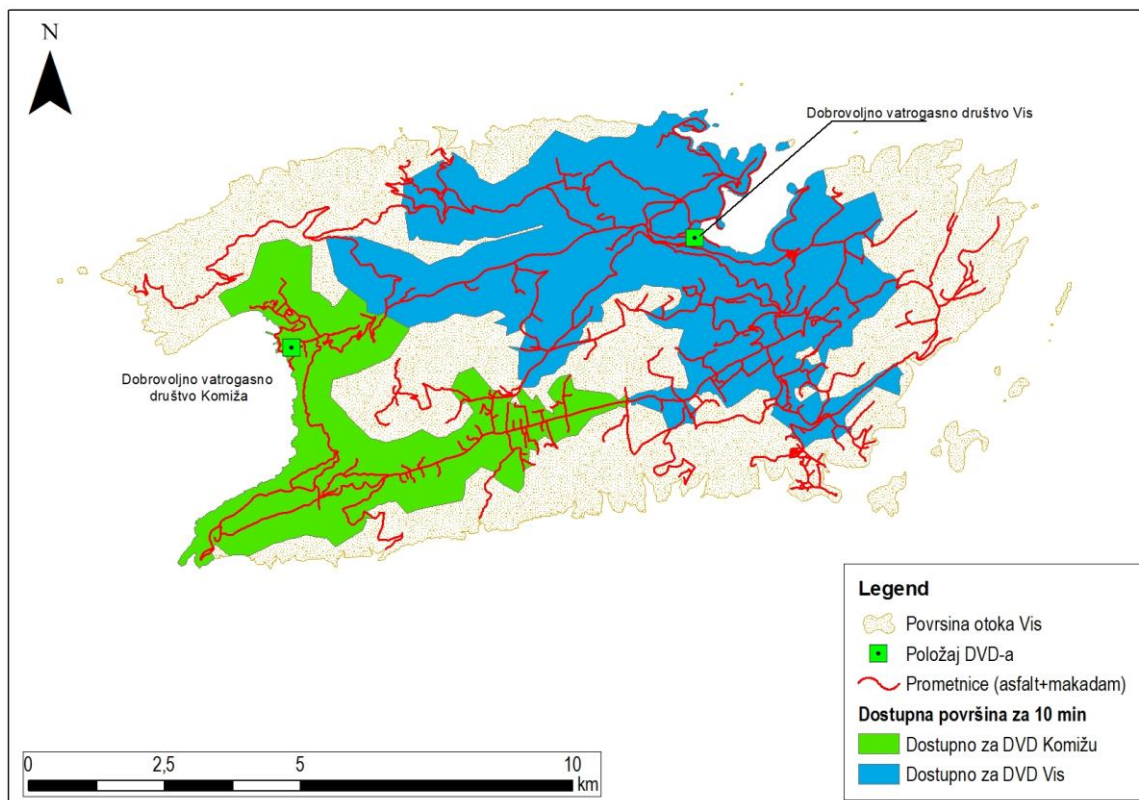 N
Dobrovoljno vatrogasno društvo Vis
Dobrovoljno vatrogasno
društvo Komiža
Legend
Povrsina otoka Vis
Položaj DVD-a
Prometnice (asfalt+makadam)
Dostupna površina za 10 min
Dostupno za DVD Komižu
Dostupno za DVD Vis
0 2,5 5 10
km